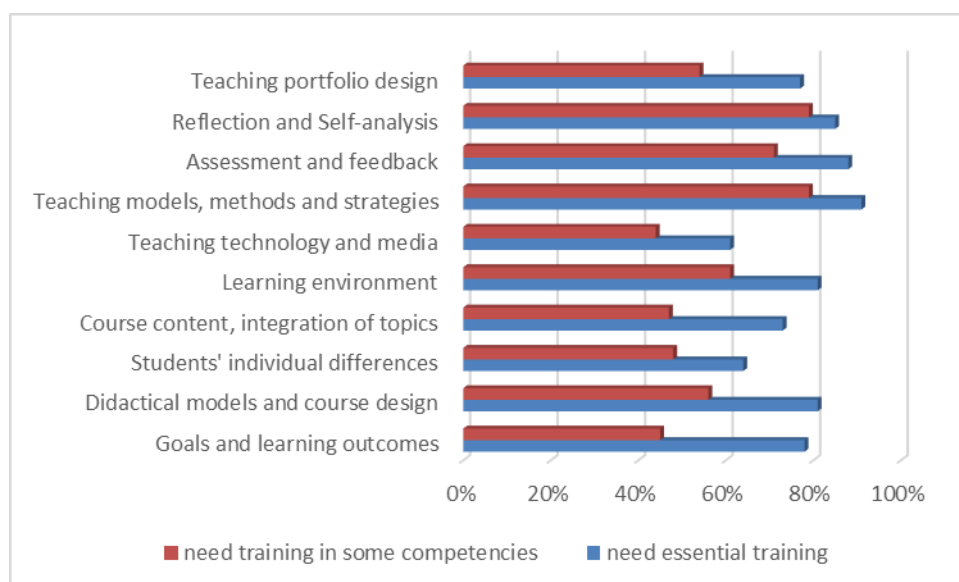 Teaching portfolio design
Reflection and Self-analysis
Assessment and feedback
Teaching models, methods and strategies
Teaching technology and media
Learning environment
Course content, integration of topics
Students' individual differences
Didactical models and course design
Goals and learning outcomes
0% 20% 40% 60% 80% 100%
need training in some competencies need essential training